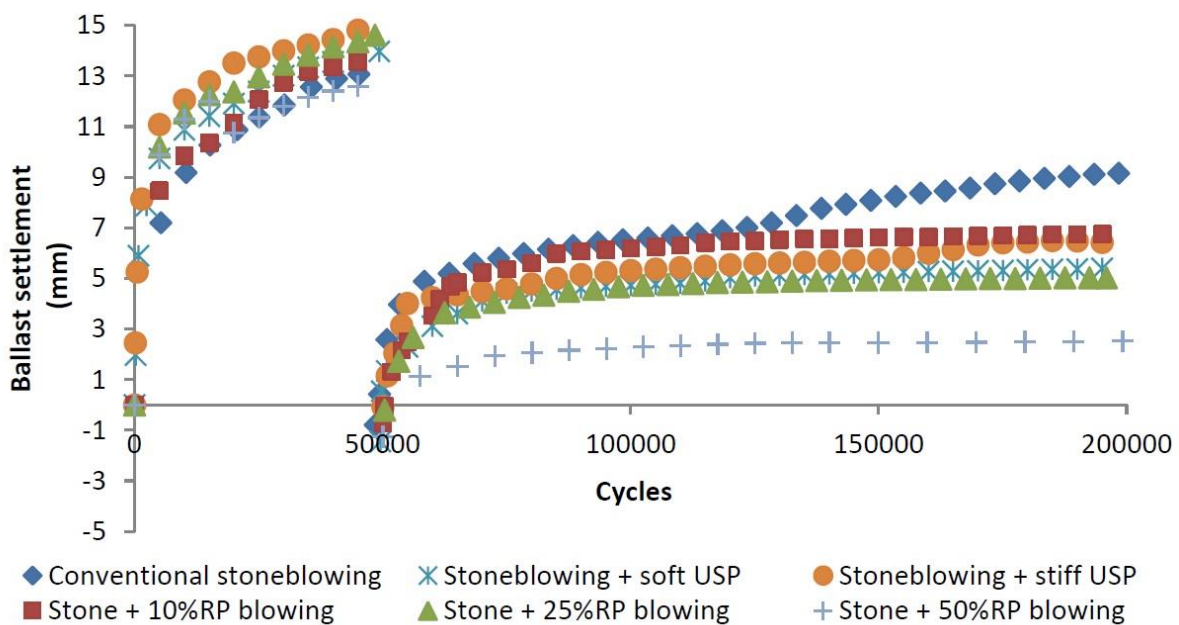 15
13
11
9
7
5
3
1
-1
-3
-5
Ballast settlement
(mm)
0 50000 100000 150000 200000
Cycles
Conventional stoneblowing Stoneblowing + soft USP Stoneblowing + stiff USP
Stone + 10%RP blowing Stone + 25%RP blowing Stone + 50%RP blowing